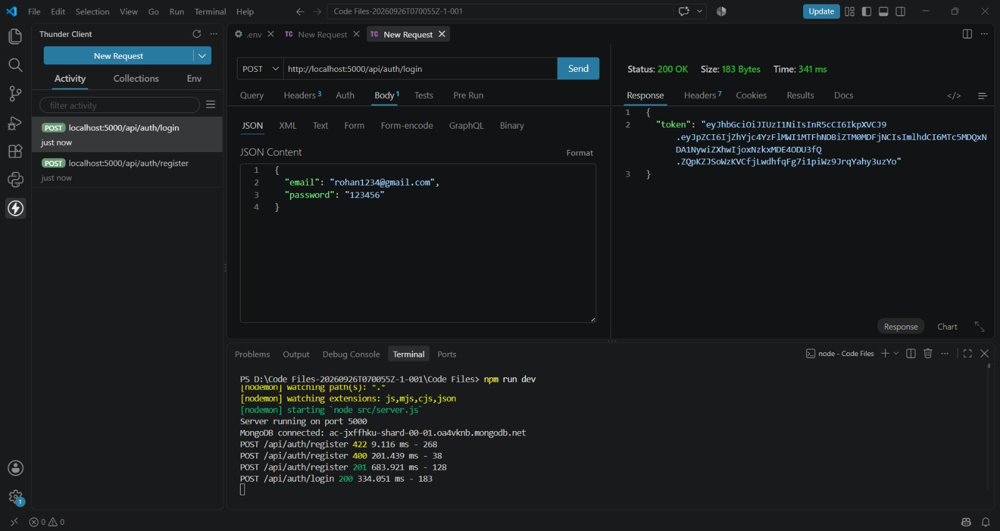 File Edit Selection View Go Run Terminal Help
Code Files-20260926T070055Z-1-001
Update
Thunder Client
New Request
Activity Collections Env
filter activity
POST localhost:5000/api/auth/login
just now
POST localhost:5000/api/auth/register
just now
.env
TC New Request
TC New Request
POST http://localhost:5000/api/auth/login Send
Query Headers 3 Auth Body 1 Tests Pre Run
JSON XML Text Form Form-encode GraphQL Binary
JSON Content Format
1 {
2 "email": "rohan1234@gmail.com",
3 "password": "123456"
4 }
Status: 200 OK Size: 183 Bytes Time: 341 ms
Response Headers 7 Cookies Results Docs </>
1 {
2 "token": "eyJhbGciOiJIUzI1NiIsInR5cCI6IkpXVCJ9
.eyJpZCI6IjZhYjc4YzFlMWI1MTFhNDBiZTM0MDFjNCIsImlhdCI6MTc5MDQxN
DA1NywiZXhwIjoxNzkxMDE4ODU3fQ
.ZQpKZJSoWzKVCfjLwdhfqFg7i1piWz9JrqYahy3uzYo"
3 }
Response Chart
Problems Output Debug Console Terminal Ports
node - Code Files
PS D:\Code Files-20260926T070055Z-1-001\Code Files> npm run dev
[nodemon] watching path(s): *.*
[nodemon] watching extensions: js,mjs,cjs,json
[nodemon] starting `node src/server.js`
Server running on port 5000
MongoDB connected: ac-jxffhku-shard-00-01.oa4vknb.mongodb.net
POST /api/auth/register 422 9.116 ms - 268
POST /api/auth/register 400 201.439 ms - 38
POST /api/auth/register 201 683.921 ms - 128
POST /api/auth/login 200 334.051 ms - 183
1
0 0